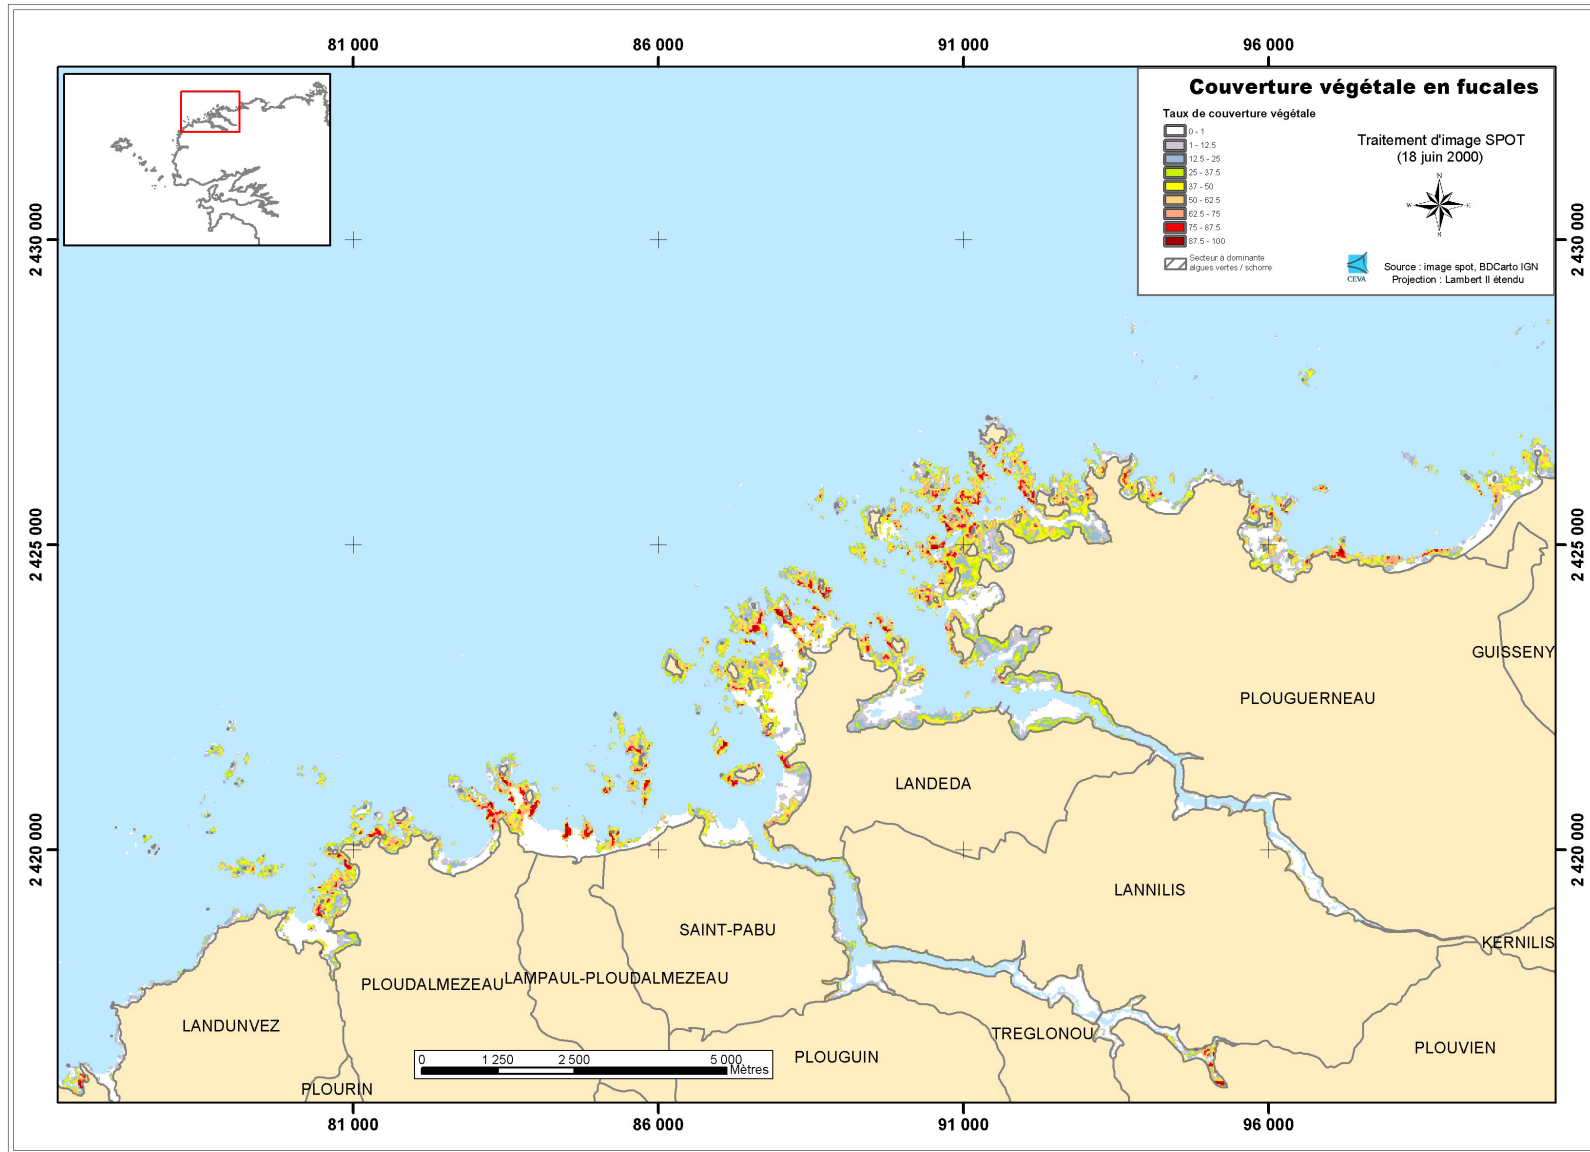 81 000 86 000 91 000 96 000
Couverture végétale en fucales
Taux de couverture végétale
0 - 1
1 - 12.5
12.5 - 25
25 - 37.5
37 - 50
50 - 62.5
62.5 - 75
75 - 87.5
87.5 - 100
Secteur à dominante
algues vertes / schorre
Traitement d'image SPOT
(18 juin 2000)
N
W E
N
CEVA
Source : image spot, BDCarto IGN
Projection : Lambert II étendu
2 430 000 2 430 000
2 425 000 2 425 000
GUISSENY
PLOUGUERNEAU
LANDEDA
2 420 000 2 420 000
LANNILIS
SAINT-PABU
KERNILIS
PLOUDALMEZEAU LAMPAUL-PLOUDALMEZEAU
LANDUNVEZ
TREGLONOU
PLOUVIEN
PLOUGUIN
0 1 250 2 500 5 000
Mètres
PLOURIN
81 000 86 000 91 000 96 000